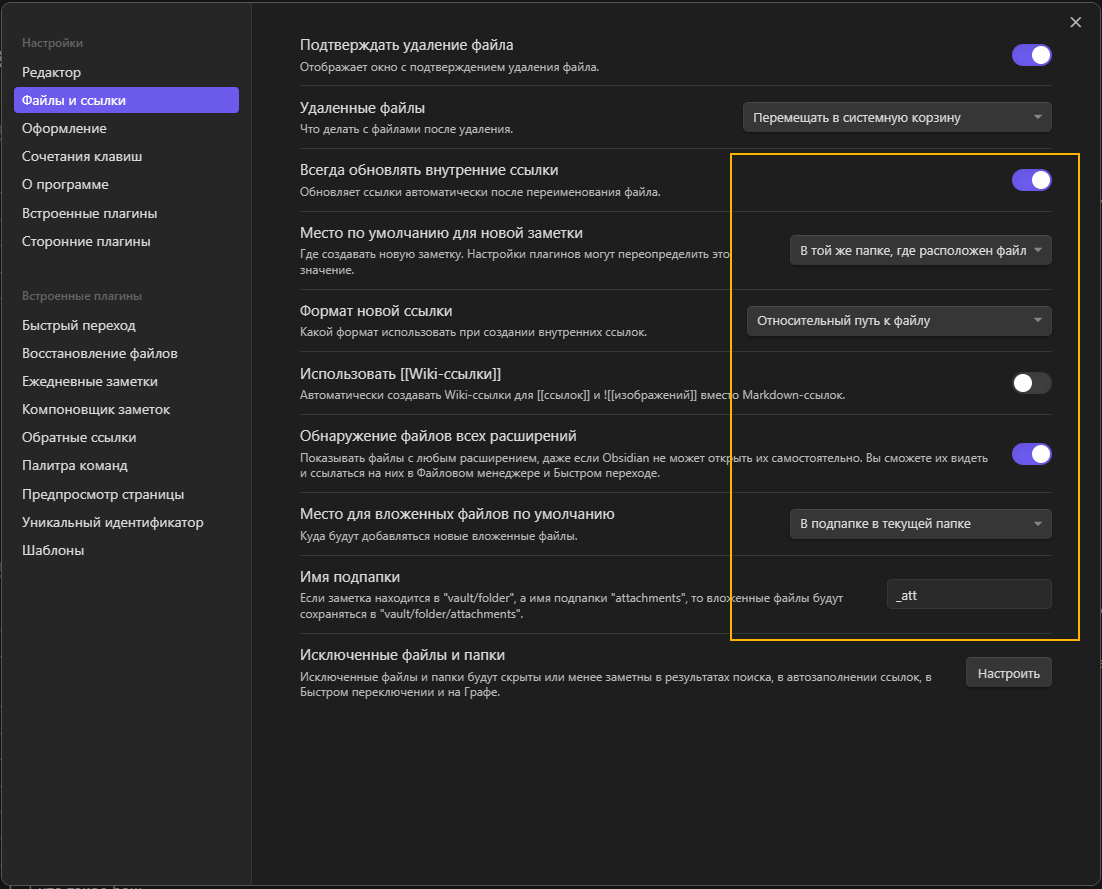 Настройки
Редактор
Файлы и ссылки
Оформление
Сочетания клавиш
О программе
Встроенные плагины
Сторонние плагины
Встроенные плагины
Быстрый переход
Восстановление файлов
Ежедневные заметки
Компоновщик заметок
Обратные ссылки
Палитра команд
Предпросмотр страницы
Уникальный идентификатор
Шаблоны
Подтверждать удаление файла
Отображает окно с подтверждением удаления файла.
Удаленные файлы
Что делать с файлами после удаления.
Перемещать в системную корзину
Всегда обновлять внутренние ссылки
Обновляет ссылки автоматически после переименования файла.
Место по умолчанию для новой заметки
Где создавать новую заметку. Настройки плагинов могут переопределить это
значение.
В той же папке, где расположен файл
Формат новой ссылки
Какой формат использовать при создании внутренних ссылок.
Относительный путь к файлу
Использовать [[Wiki-ссылки]]
Автоматически создавать Wiki-ссылки для [[ссылок]] и ![[изображений]] вместо Markdown-ссылок.
Обнаружение файлов всех расширений
Показывать файлы с любым расширением, даже если Obsidian не может открыть их самостоятельно. Вы сможете их видеть
и ссылаться на них в Файловом менеджере и Быстром переходе.
Место для вложенных файлов по умолчанию
Куда будут добавляться новые вложенные файлы.
В подпапке в текущей папке
Имя подпапки
Если заметка находится в "vault/folder", а имя подпапки "attachments", то вложенные файлы будут
сохраняться в "vault/folder/attachments".
_att
Исключенные файлы и папки
Исключенные файлы и папки будут скрыты или менее заметны в результатах поиска, в автозаполнении ссылок, в
Быстром переключении и на Графе.
Настроить